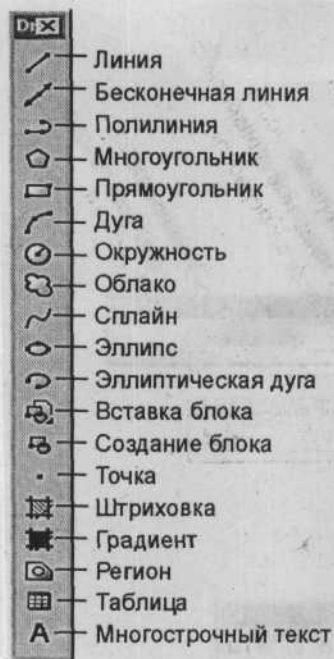 Dr
Линия
Бесконечная линия
Полилиния
Многоугольник
Прямоугольник
Дуга
Окружность
Облако
Сплайн
Эллипс
Эллиптическая дуга
Вставка блока
Создание блока
Точка
Штриховка
Градиент
Регион
Таблица
A Многострочный текст